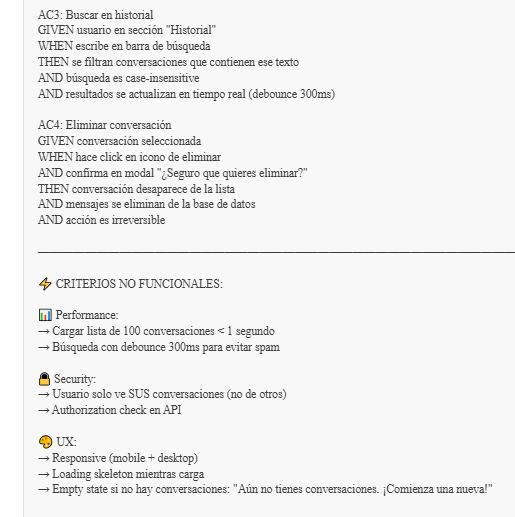 AC3: Buscar en historial
GIVEN usuario en sección "Historial"
WHEN escribe en barra de búsqueda
THEN se filtran conversaciones que contienen ese texto
AND búsqueda es case-insensitive
AND resultados se actualizan en tiempo real (debounce 300ms)
AC4: Eliminar conversación
GIVEN conversación seleccionada
WHEN hace click en icono de eliminar
AND confirma en modal "¿Seguro que quieres eliminar?"
THEN conversación desaparece de la lista
AND mensajes se eliminan de la base de datos
AND acción es irreversible
⚡ CRITERIOS NO FUNCIONALES:
📊 Performance:
→ Cargar lista de 100 conversaciones < 1 segundo
→ Búsqueda con debounce 300ms para evitar spam
🔒 Security:
→ Usuario solo ve SUS conversaciones (no de otros)
→ Authorization check en API
🎨 UX:
→ Responsive (mobile + desktop)
→ Loading skeleton mientras carga
→ Empty state si no hay conversaciones: "Aún no tienes conversaciones. ¡Comienza una nueva!"